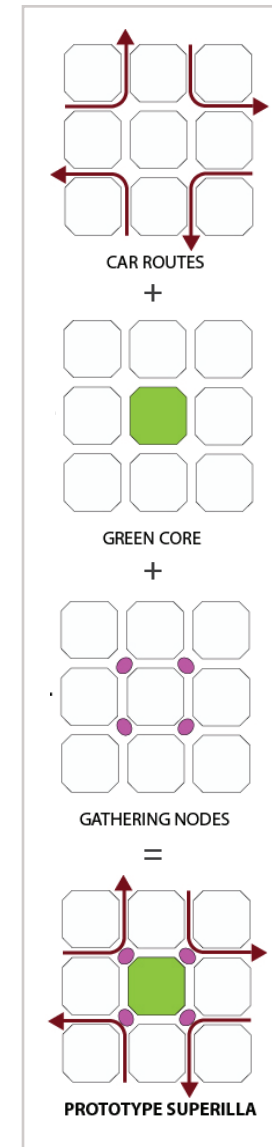 CAR ROUTES
+
GREEN CORE
+
GATHERING NODES
=
PROTOTYPE SUPERILLA